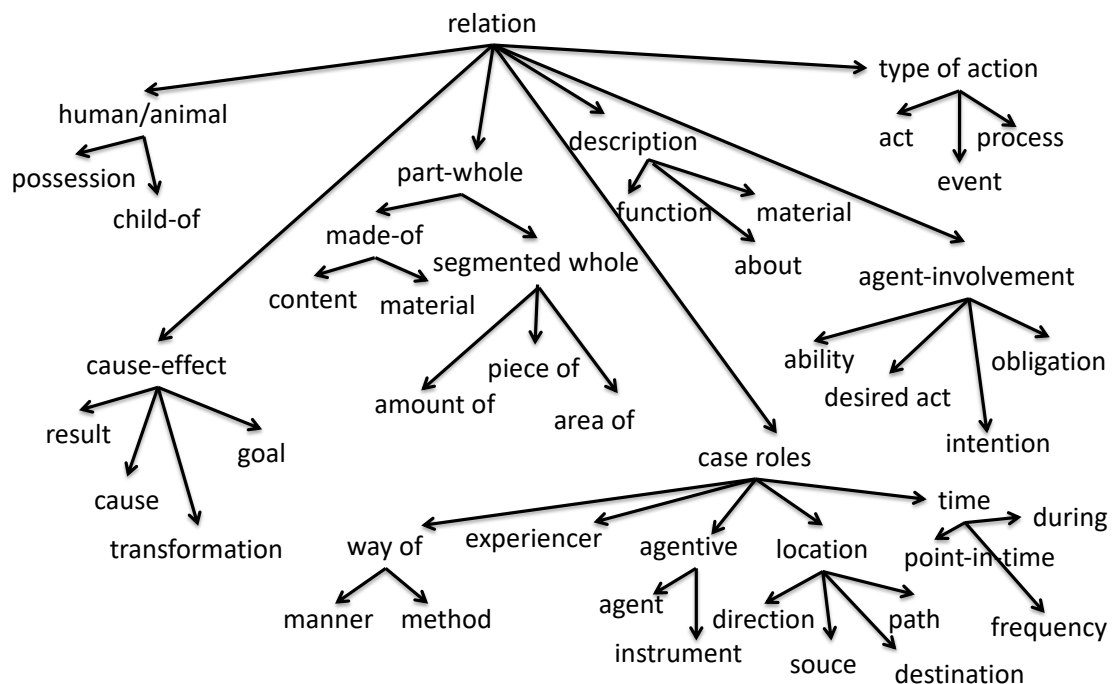 relation
type of action
human/animal
act
process
event
description
possession
child-of
part-whole
function
material
about
made-of
segmented whole
content
material
agent-involvement
ability
obligation
desired act
intention
cause-effect
piece of
amount of
area of
result
goal
cause
transformation
case roles
time
during
way of
experiencer
agentive
location
point-in-time
manner
method
agent
direction
path
frequency
instrument
souce
destination